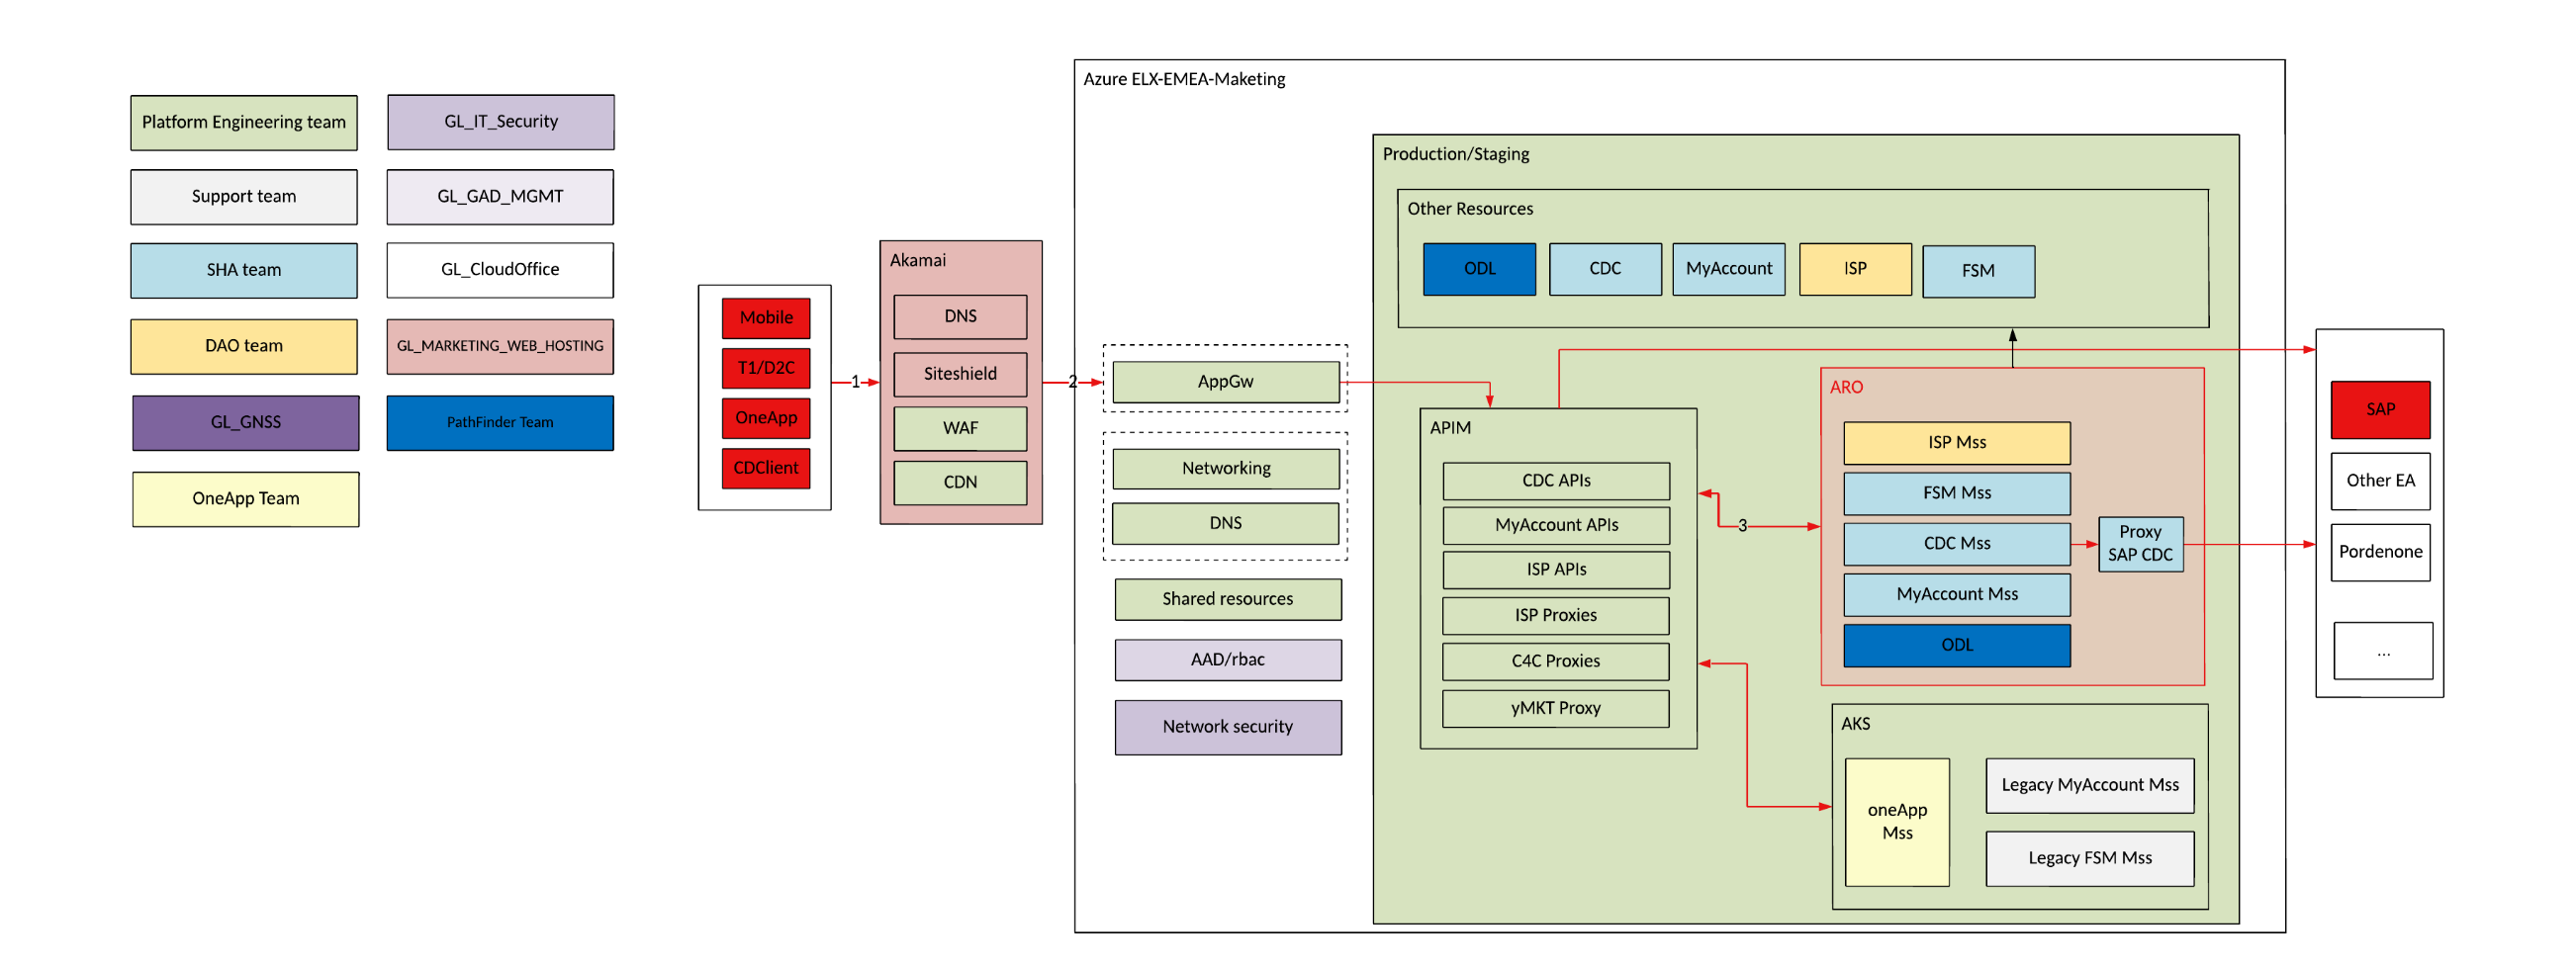 Platform Engineering team
GL_IT_Security
Support team
GL_GAD_MGMT
SHA team
GL_CloudOffice
DAO team
GL_MARKETING_WEB_HOSTING
GL_GNSS
PathFinder Team
OneApp Team
Mobile
T1/D2C
OneApp
CDClient
1
Akamai
DNS
Siteshield
WAF
CDN
2
Azure ELX-EMEA-Maketing
AppGw
Networking
DNS
Shared resources
AAD/rbac
Network security
Production/Staging
Other Resources
ODL
CDC
MyAccount
ISP
FSM
APIM
CDC APIs
MyAccount APIs
ISP APIs
ISP Proxies
C4C Proxies
yMKT Proxy
3
ARO
ISP Mss
FSM Mss
CDC Mss
MyAccount Mss
ODL
Proxy
SAP CDC
AKS
oneApp
Mss
Legacy MyAccount Mss
Legacy FSM Mss
SAP
Other EA
Pordenone
...